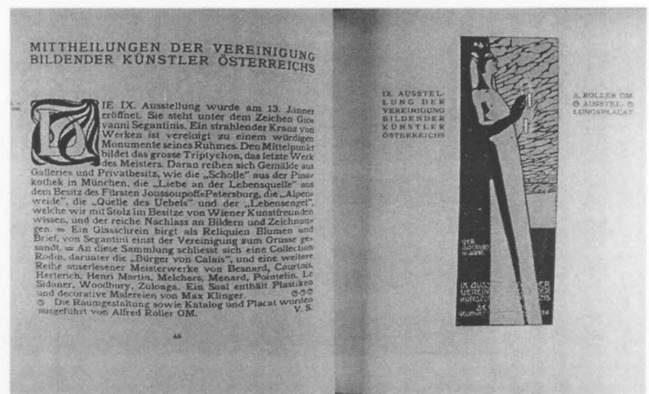 MITTHEILUNGEN DER VEREINIGUNG
BILDENDER KÜNSTLER ÖSTERREICHS
DIE IX. Ausstellung wurde am 13. Jänner
eröffnet. Sie steht unter dem Zeichen Gio-
vanni Segantinis. Ein strahlender Kranz von
Werken ist vereinigt zu einem würdigen
Monumente seines Ruhmes. Den Mittelpunkt
bildet das grosse Triptychon, das letzte Werk
des Meisters. Daran reihen sich Gemälde aus
Galleries und Privatbesitz, wie die „Scholle" aus der Pina-
kothek in München, die „Liebe an der Lebensquelle" aus
dem Besitz des Fürsten Joussoupoff-Petersburg, die „Alpen-
weide", die „Quelle des Uebels" und der „Lebensengel",
welche wir mit Stolz im Besitze von Wiener Kunstfreunden
wissen, und der reiche Nachlass an Bildern und Zeichnun-
gen. = Ein Glasschrein birgt als Reliquien Blumen und
Brief, von Segantini einst der Vereinigung zum Grusse ge-
sandt. = An diese Sammlung schliesst sich eine Collection
Rodin, darunter die „Bürger von Calais", und eine weitere
Reihe auserlesener Meisterwerke von Besnard, Courtois,
Herterich, Henri Martin, Melchers, Menard, Pointelin, Le
Sidaner, Woodbury, Zuloaga. Ein Saal enthält Plastiken
und decorative Malereien von Max Klinger.
Die Raumgestaltung sowie Katalog und Placat wurden
ausgeführt von Alfred Roller OM. V. S.
IX. AUSSTEL-
LUNG DER
VEREINIGUNG
BILDENDER
KÜNSTLER
ÖSTERREICHS
A. ROLLER OM.
AUSSTEL-
LUNGSPLACAT